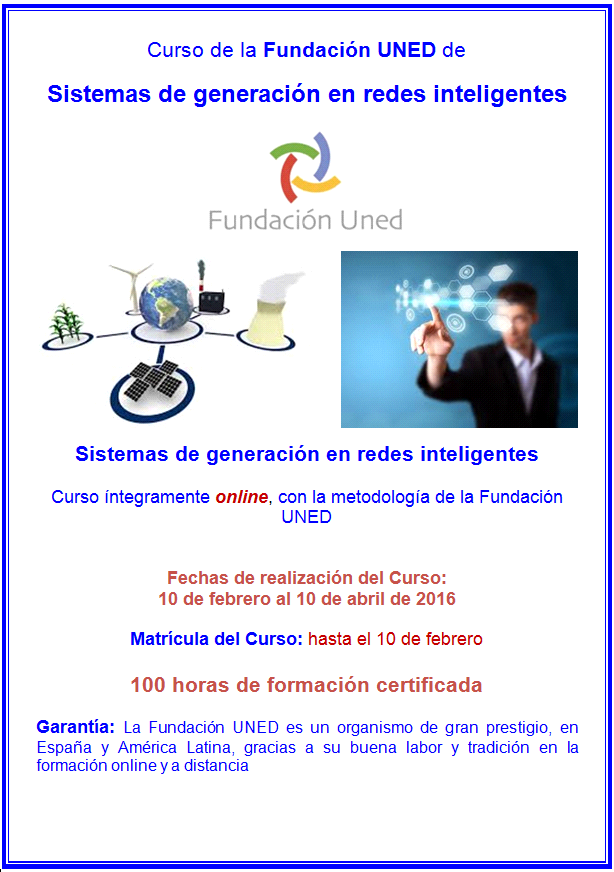 Curso de la Fundación UNED de
Sistemas de generación en redes inteligentes
Fundación Uned
Sistemas de generación en redes inteligentes
Curso íntegramente online, con la metodología de la Fundación
UNED
Fechas de realización del Curso:
10 de febrero al 10 de abril de 2016
Matrícula del Curso: hasta el 10 de febrero
100 horas de formación certificada
Garantía: La Fundación UNED es un organismo de gran prestigio, en
España y América Latina, gracias a su buena labor y tradición en la
formación online y a distancia